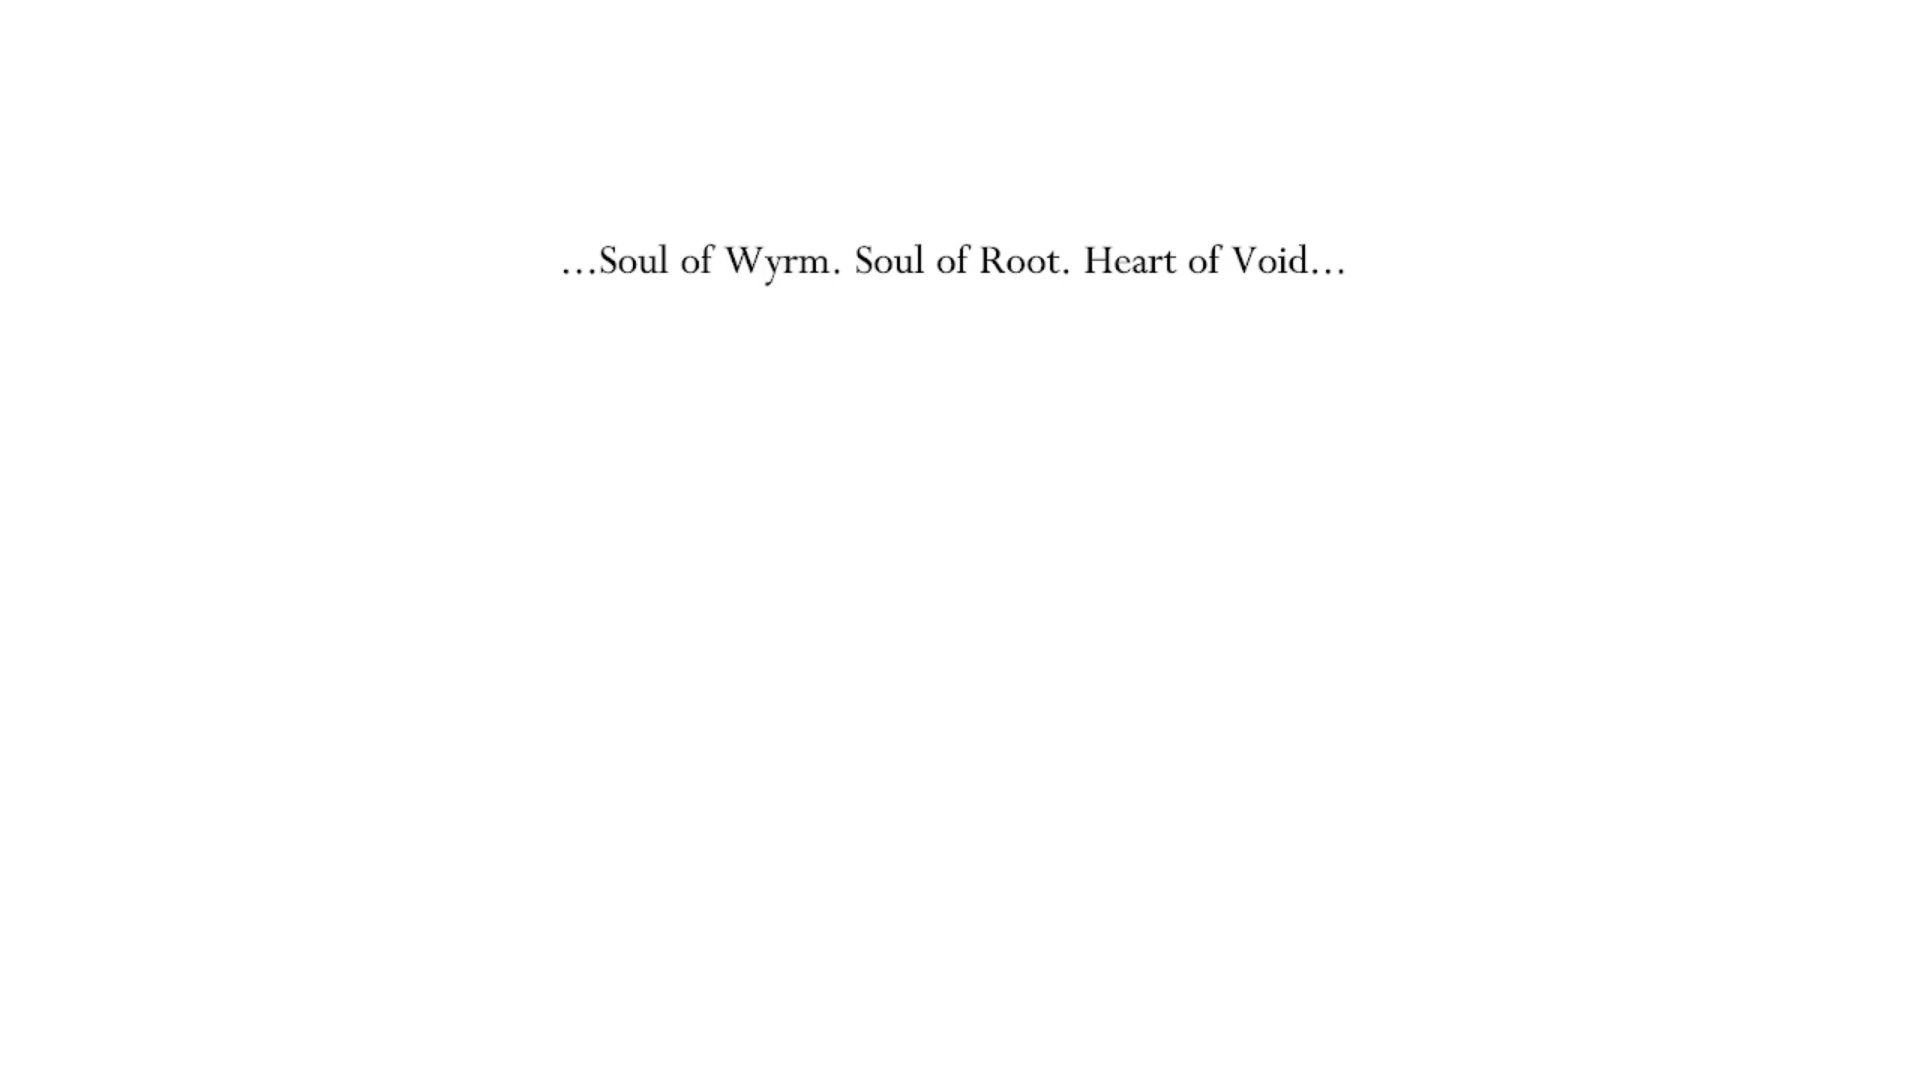 …Soul of Wyrm. Soul of Root. Heart of Void…